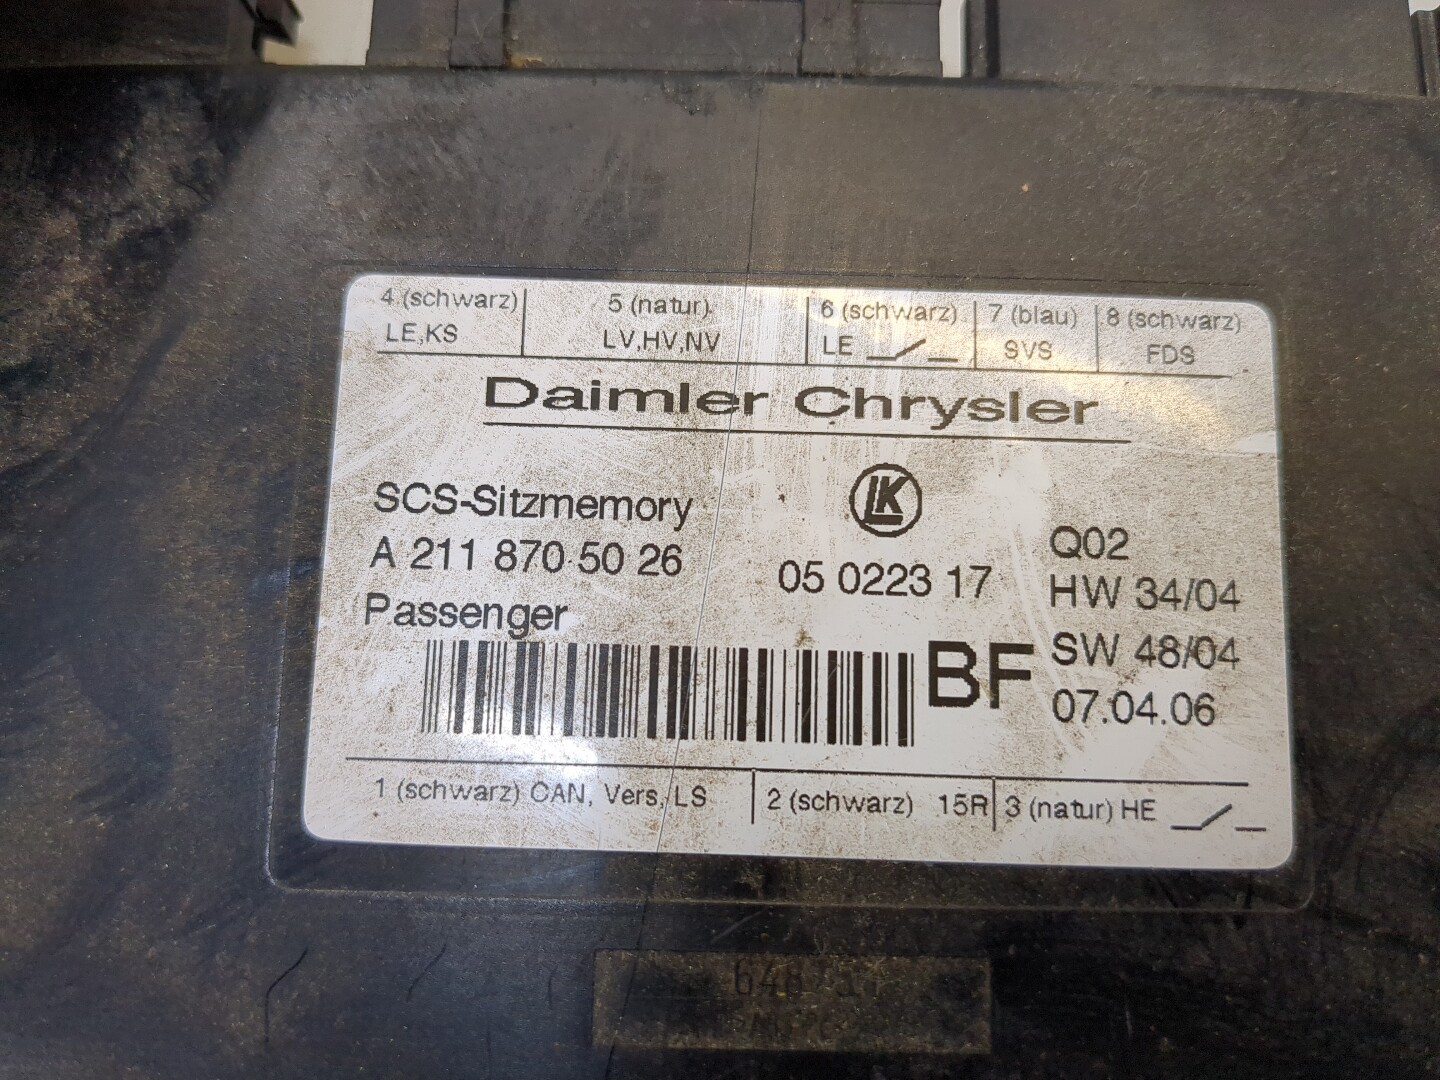 4 (schwarz) 5 (natur) 6 (schwarz) 7 (blau) 8 (schwarz)
LE,KS LV,HV,NV LE SVS FDS
Daimler Chrysler
SCS-Sitzmemory LK
A 211 870 50 26 05 0223 17 Q02
Passenger HW 34/04
BF SW 48/04
07.04.06
1 (schwarz) CAN, Vers, LS 2 (schwarz) 15R 3 (natur) HE